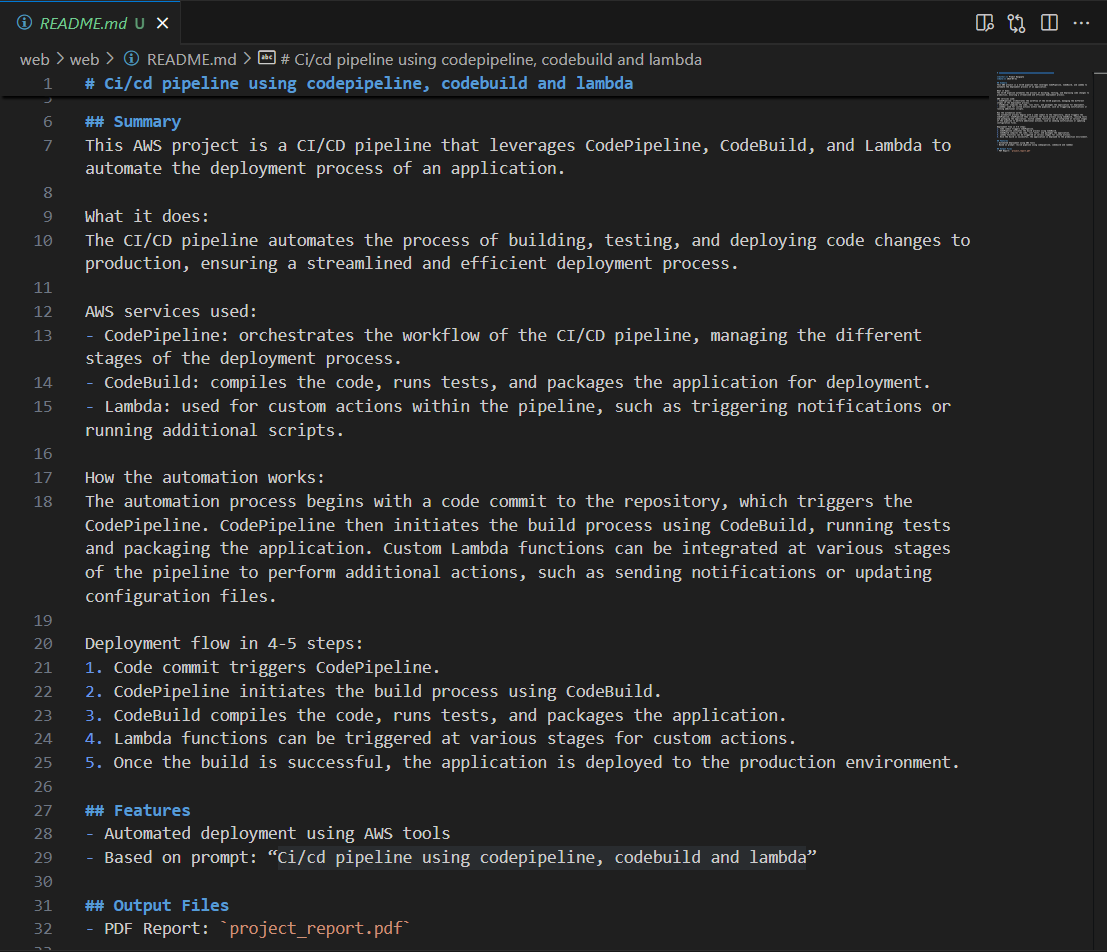 README.md U
web > web > README.md > # Ci/cd pipeline using codepipeline, codebuild and lambda
1 # Ci/cd pipeline using codepipeline, codebuild and lambda
6 ## Summary
7 This AWS project is a CI/CD pipeline that leverages CodePipeline, CodeBuild, and Lambda to
automate the deployment process of an application.
8
9 What it does:
10 The CI/CD pipeline automates the process of building, testing, and deploying code changes to
production, ensuring a streamlined and efficient deployment process.
11
12 AWS services used:
13 - CodePipeline: orchestrates the workflow of the CI/CD pipeline, managing the different
stages of the deployment process.
14 - CodeBuild: compiles the code, runs tests, and packages the application for deployment.
15 - Lambda: used for custom actions within the pipeline, such as triggering notifications or
running additional scripts.
16
17 How the automation works:
18 The automation process begins with a code commit to the repository, which triggers the
CodePipeline. CodePipeline then initiates the build process using CodeBuild, running tests
and packaging the application. Custom Lambda functions can be integrated at various stages
of the pipeline to perform additional actions, such as sending notifications or updating
configuration files.
19
20 Deployment flow in 4-5 steps:
21 1. Code commit triggers CodePipeline.
22 2. CodePipeline initiates the build process using CodeBuild.
23 3. CodeBuild compiles the code, runs tests, and packages the application.
24 4. Lambda functions can be triggered at various stages for custom actions.
25 5. Once the build is successful, the application is deployed to the production environment.
26
27 ## Features
28 - Automated deployment using AWS tools
29 - Based on prompt: “Ci/cd pipeline using codepipeline, codebuild and lambda”
30
31 ## Output Files
32 - PDF Report: `project_report.pdf`